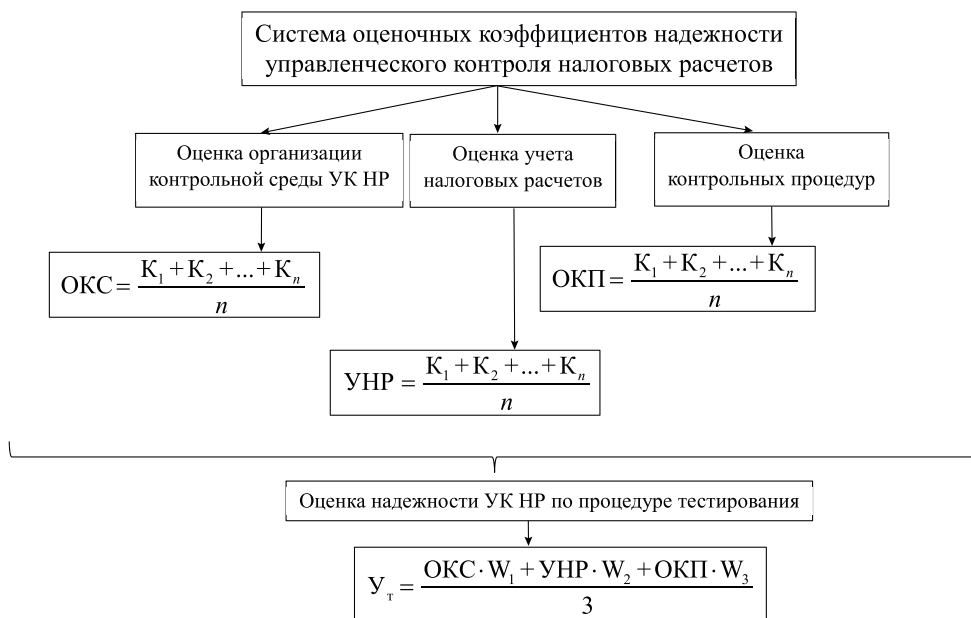 Система оценочных коэффициентов надежности
управленческого контроля налоговых расчетов
Оценка организации
контрольной среды УК НР
Оценка учета
налоговых расчетов
Оценка
контрольных процедур
ОКС = (К₁ + К₂ + ... + Кₙ) / n
ОКП = (К₁ + К₂ + ... + Кₙ) / n
УНР = (К₁ + К₂ + ... + Кₙ) / n
Оценка надежности УК НР по процедуре тестирования
Ут = (ОКС · W₁ + УНР · W₂ + ОКП · W₃) / 3